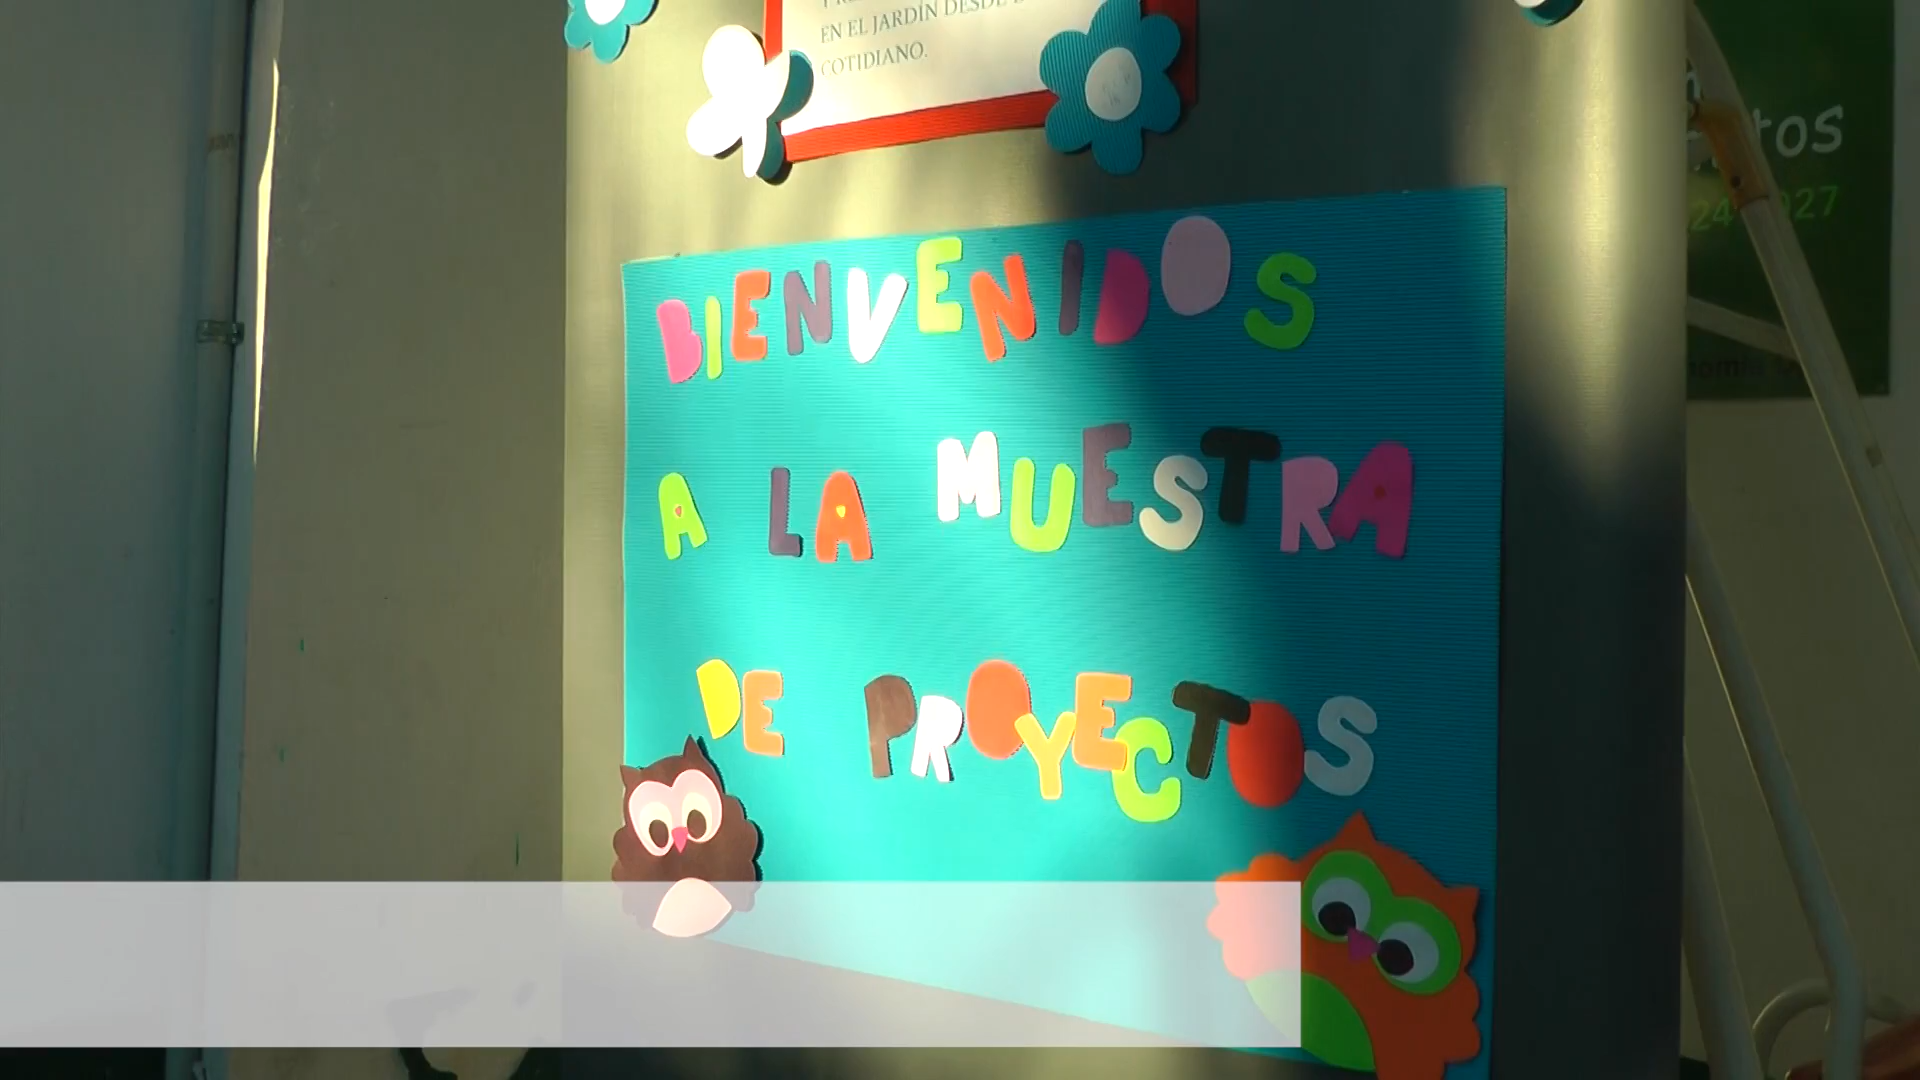 EN EL JARDÍN DESDE
COTIDIANO.
BIENVENIDOS
A LA MUESTRA
DE PROYECTOS